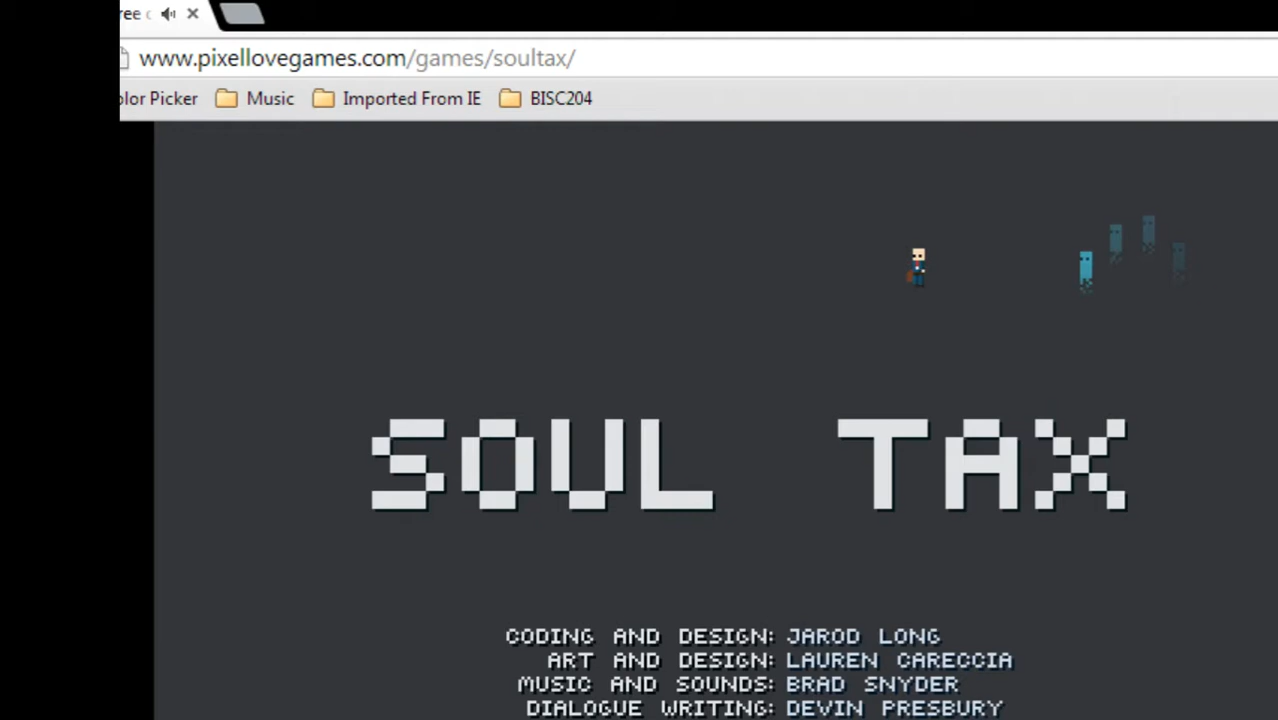 ree
www.pixellovegames.com/games/soultax/
olor Picker Music Imported From IE BISC204
SOUL TAX
CODING AND DESIGN: JAROD LONG
ART AND DESIGN: LAUREN CARECCIA
MUSIC AND SOUNDS: BRAD SNYDER
DIALOGUE WRITING: DEVIN PRESBURY